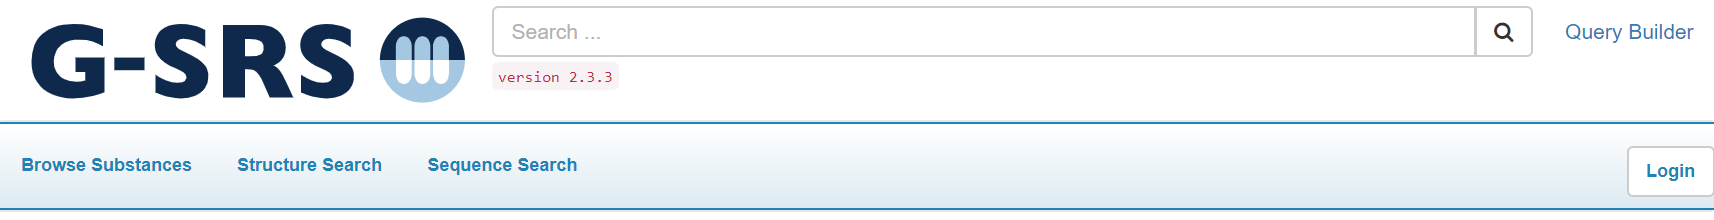 G-SRS
Search ...
Query Builder
version 2.3.3
Browse Substances
Structure Search
Sequence Search
Login